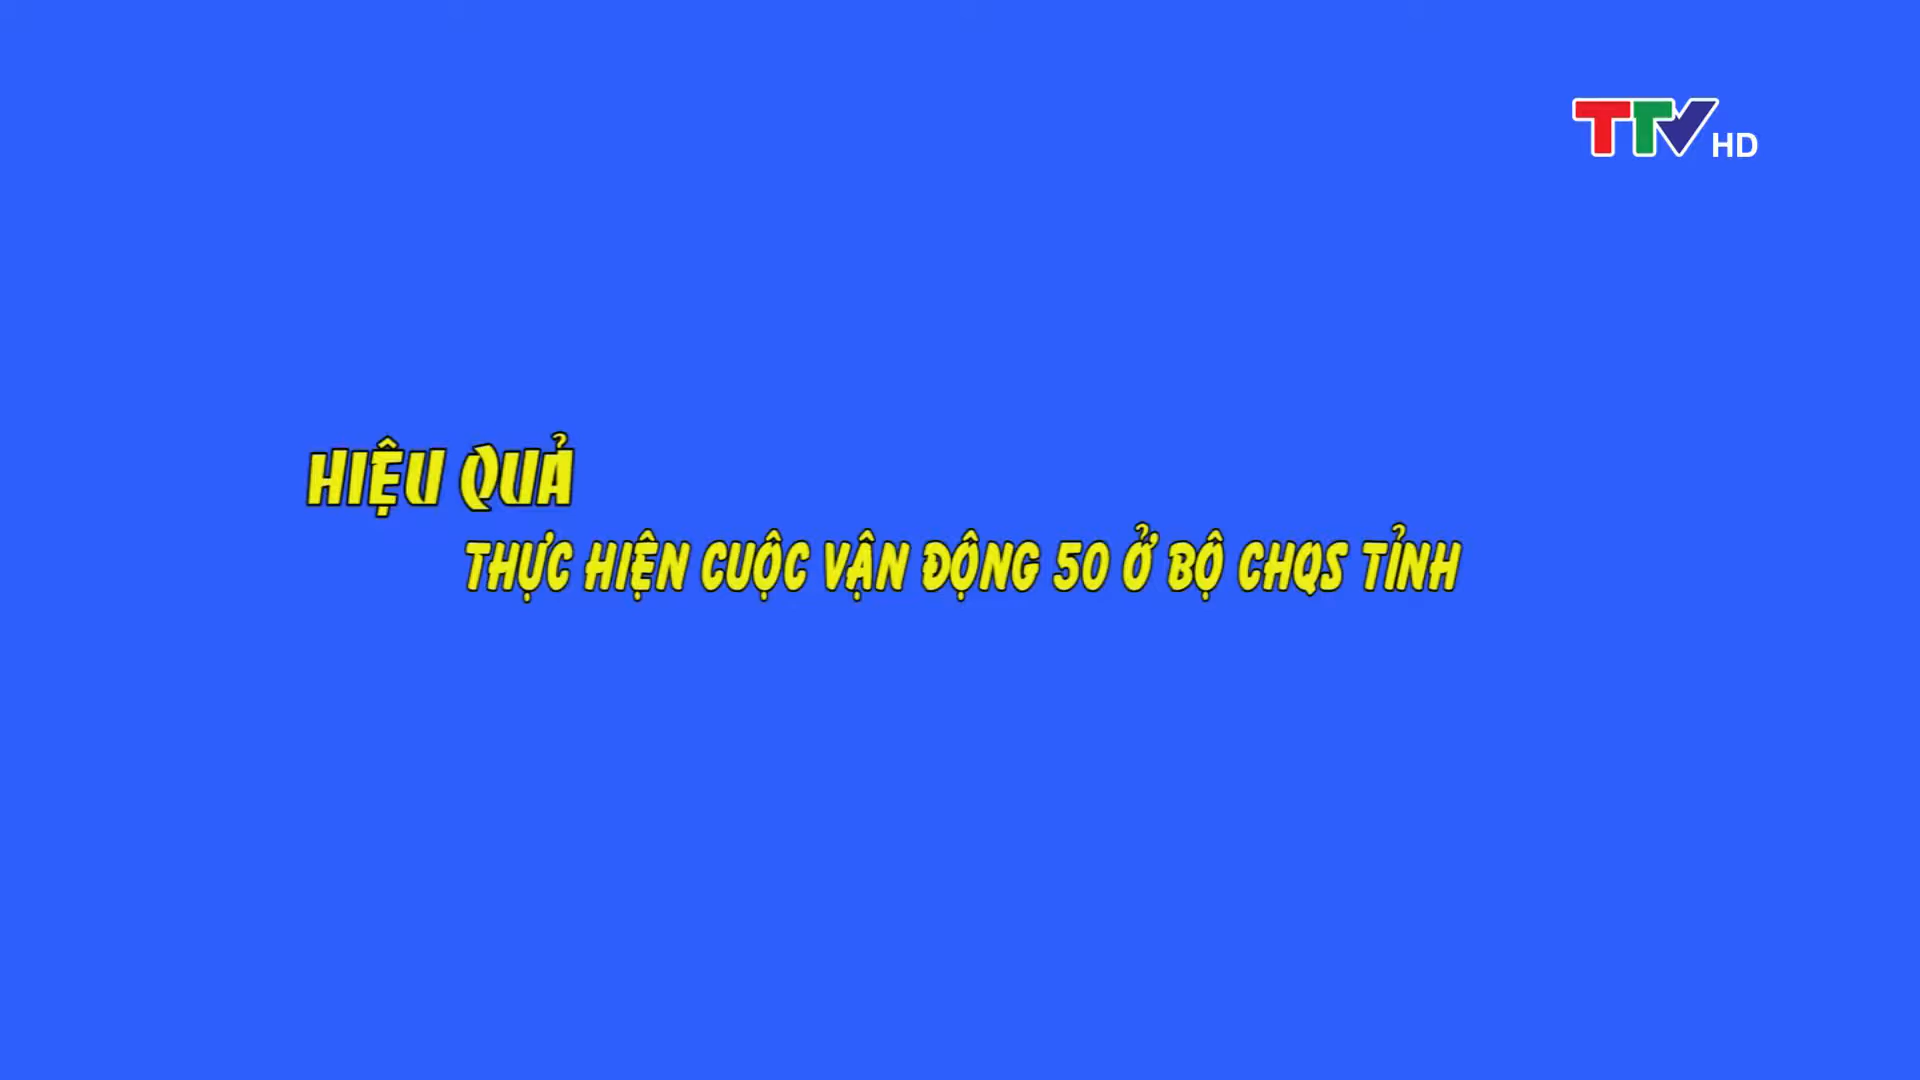 TTV HD
HIỆU QUẢ
THỰC HIỆN CUỘC VẬN ĐỘNG 50 Ở BỘ CHQS TỈNH